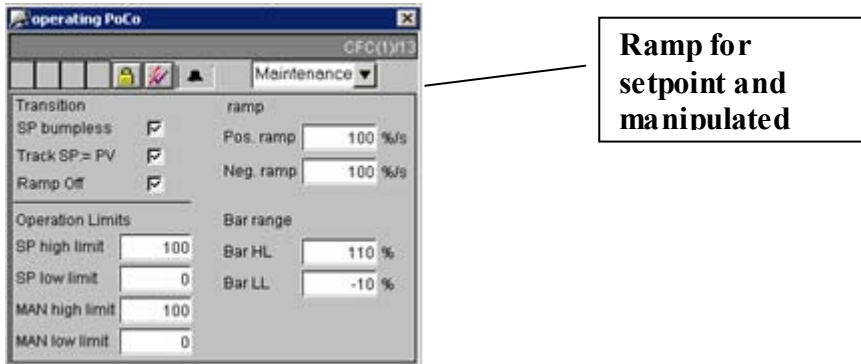 operating PoCo
CFC(1)/13
Maintenance
Transition
SP bumpless
Track SP:= PV
Ramp Off
ramp
Pos. ramp 100 %/s
Neg. ramp 100 %/s
Operation Limits
SP high limit 100
SP low limit 0
MAN high limit 100
MAN low limit 0
Bar range
Bar HL 110 %
Bar LL -10 %
Ramp for
setpoint and
manipulated